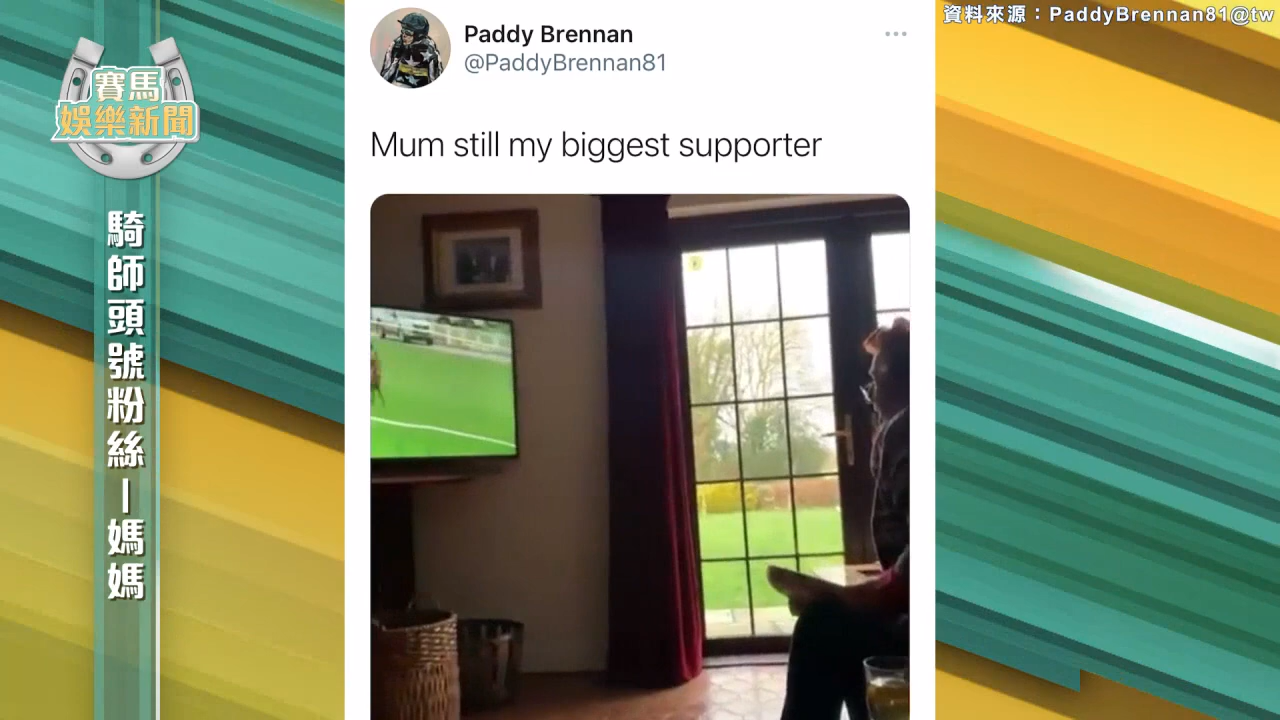 資料來源：PaddyBrennan81@tw
賽馬
娛樂新聞
騎師頭號粉絲－媽媽
Paddy Brennan
@PaddyBrennan81
Mum still my biggest supporter